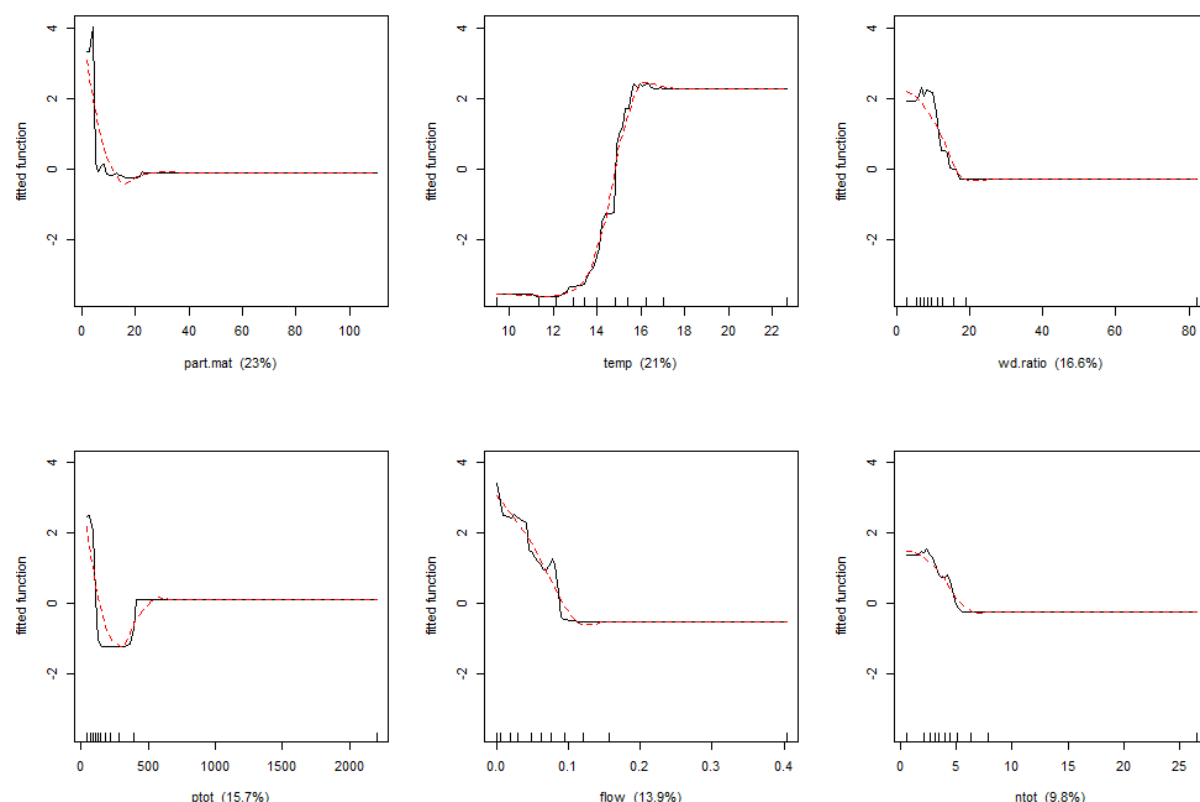 fitted function
4
2
0
-2
0 20 40 60 80 100
part.mat (23%)
fitted function
4
2
0
-2
10 12 14 16 18 20 22
temp (21%)
fitted function
4
2
0
-2
0 20 40 60 80
wd.ratio (16.6%)
fitted function
4
2
0
-2
0 500 1000 1500 2000
ptot (15.7%)
fitted function
4
2
0
-2
0.0 0.1 0.2 0.3 0.4
flow (13.9%)
fitted function
4
2
0
-2
0 5 10 15 20 25
ntot (9.8%)